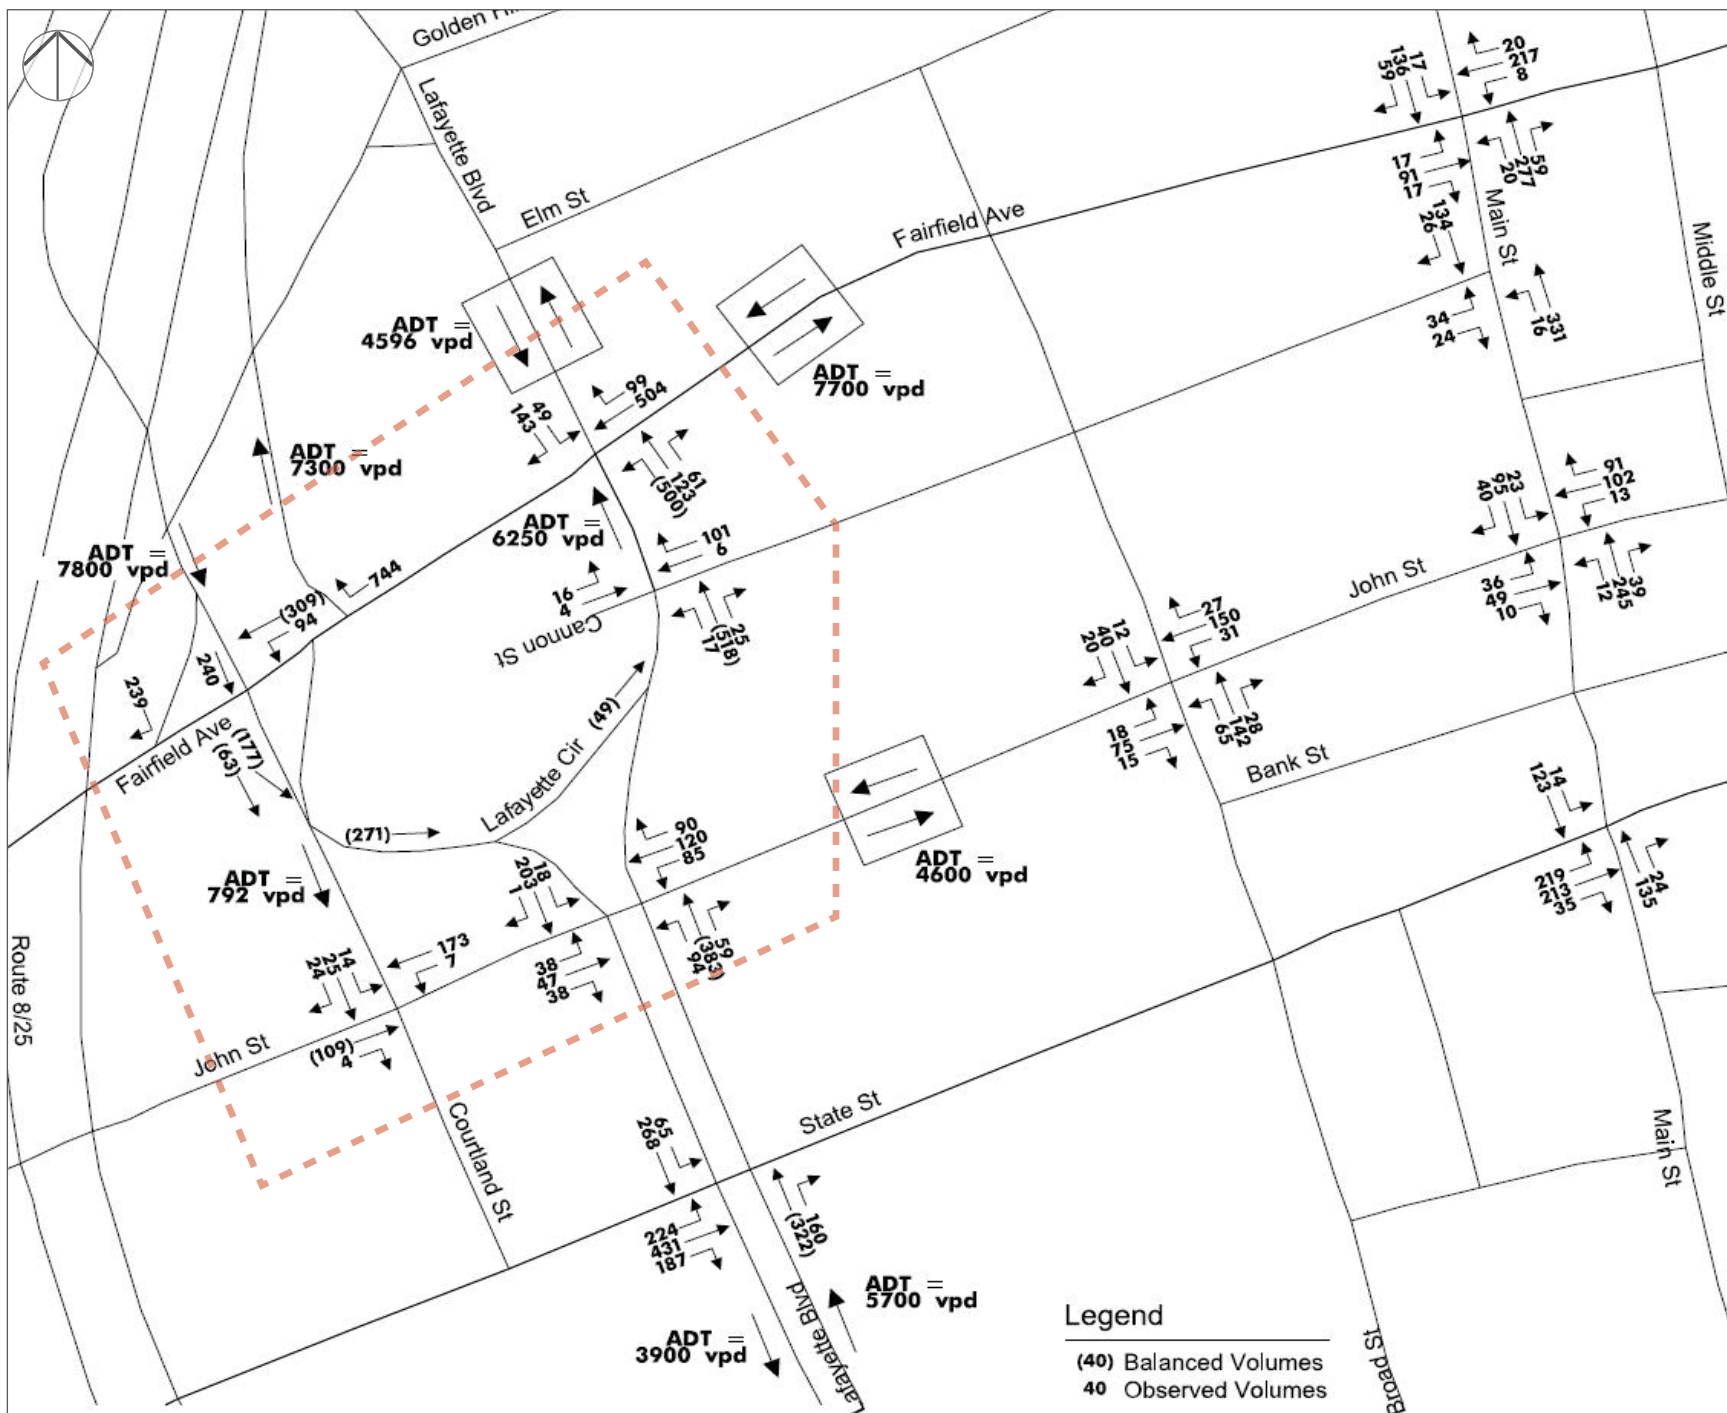 Golden Hi
Lafayette Blvd
Elm St
Fairfield Ave
Main St
Middle St
20
217
8
17
136
59
17
91
17
59
277
20
134
26
34
24
331
16
ADT =
4596 vpd
ADT =
7700 vpd
99
504
49
143
61
123
(500)
ADT =
7300 vpd
ADT =
6250 vpd
ADT =
7800 vpd
101
6
16
4
25
(518)
17
Cannon St
744
(309)
94
240
239
Fairfield Ave
(177)
(63)
(49)
Lafayette Cir
(271)
91
102
13
23
95
40
36
49
10
39
245
12
John St
27
150
31
12
40
20
18
75
15
28
142
65
Bank St
14
123
219
213
35
24
135
ADT =
4600 vpd
90
120
85
18
203
1
38
47
38
59
(383)
94
ADT =
792 vpd
173
7
14
25
24
(109)
4
John St
Route 8/25
Courtland St
State St
65
268
224
431
187
160
(322)
Lafayette Blvd
ADT =
5700 vpd
ADT =
3900 vpd
Main St
Broad St
Legend
(40) Balanced Volumes
40 Observed Volumes